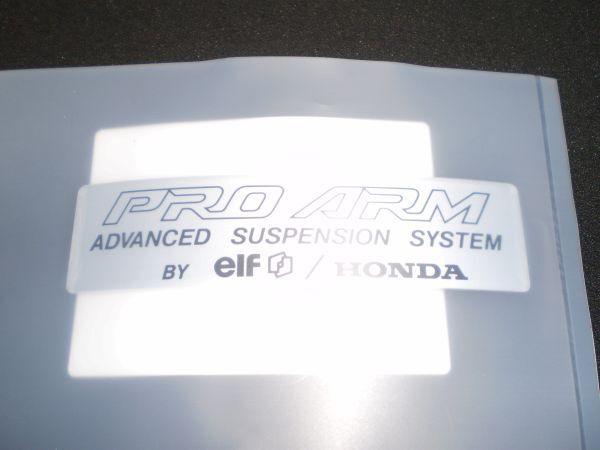 PRO ARM
ADVANCED SUSPENSION SYSTEM
BY elf / HONDA